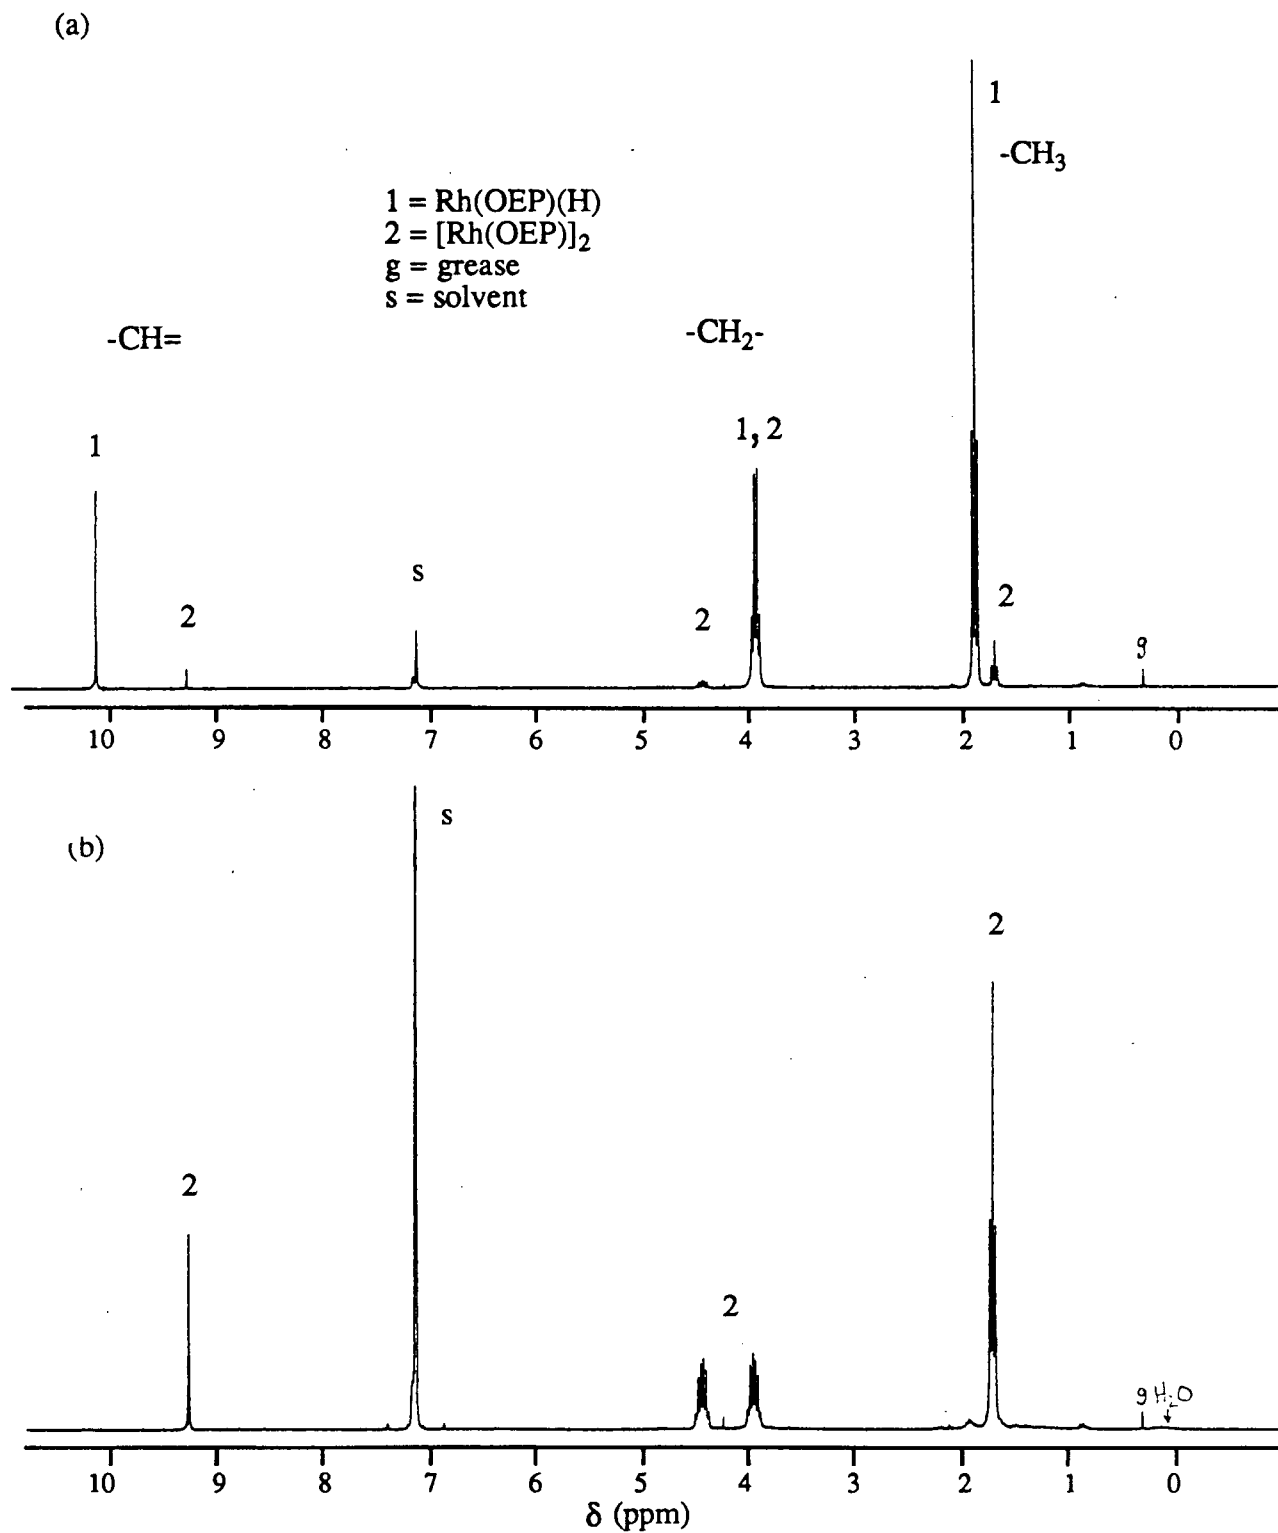 (a)
1
-CH3
1 = Rh(OEP)(H)
2 = [Rh(OEP)]2
g = grease
s = solvent
-CH=
-CH2-
1
1, 2
s
2
2
2
g
10 9 8 7 6 5 4 3 2 1 0
s
(b)
2
2
2
g H2O
10 9 8 7 6 5 4 3 2 1 0
δ (ppm)